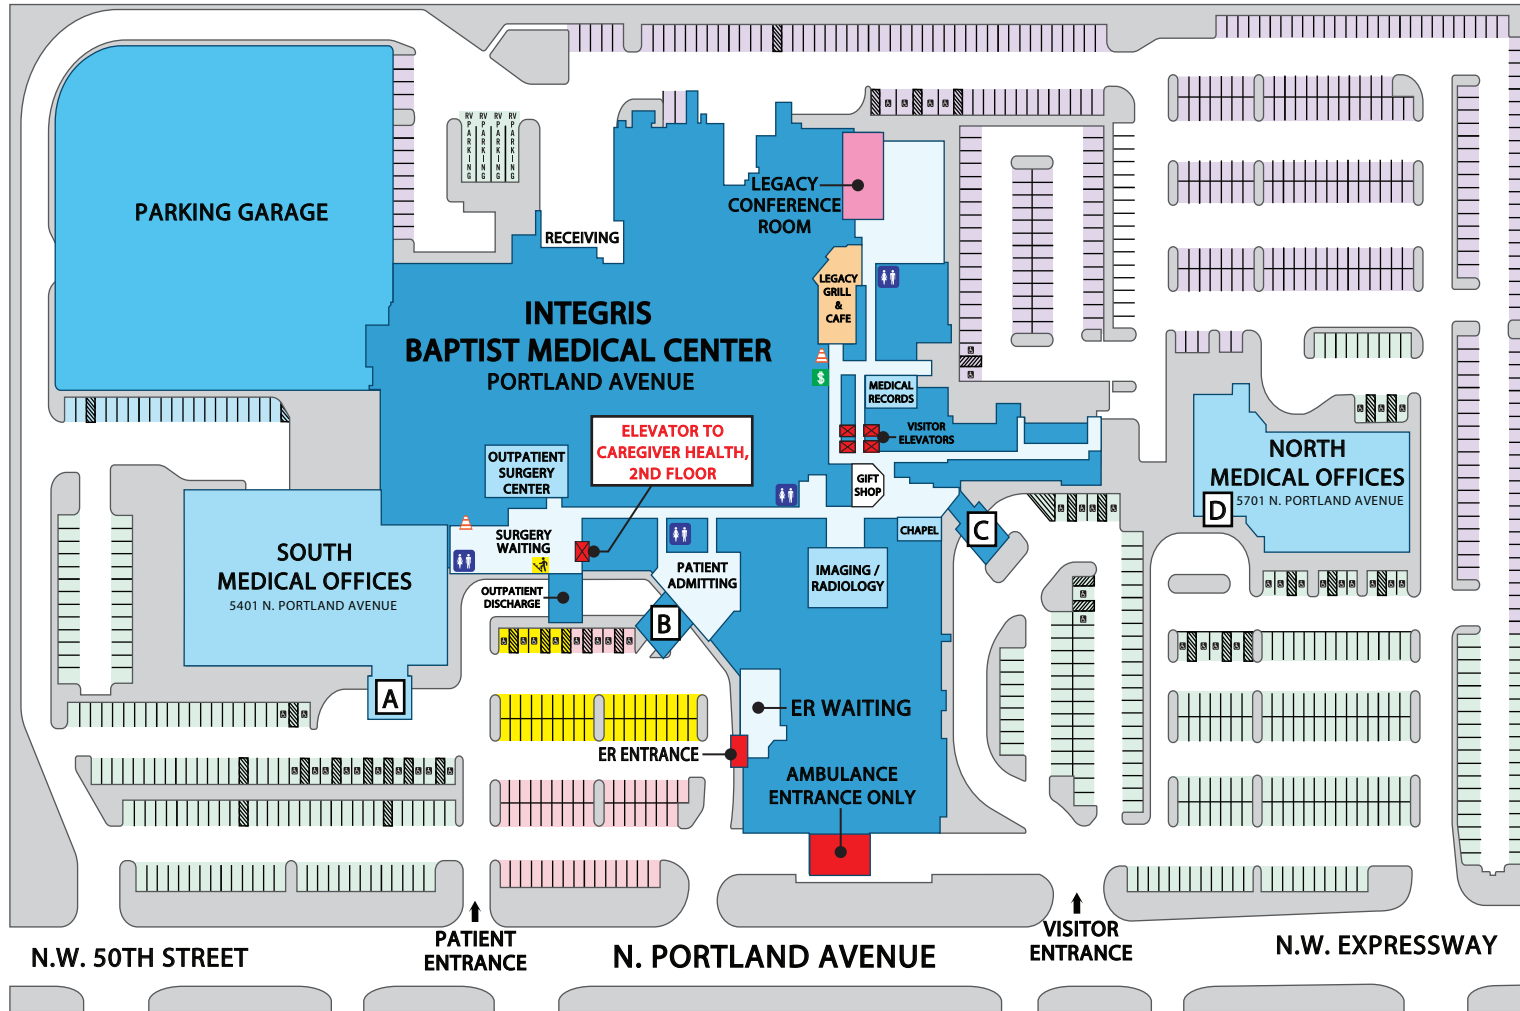 RV PARKING
RV PARKING
RV PARKING
RV PARKING
PARKING GARAGE
RECEIVING
LEGACY
CONFERENCE
ROOM
LEGACY
GRILL
&
CAFE
$
INTEGRIS
BAPTIST MEDICAL CENTER
PORTLAND AVENUE
MEDICAL
RECORDS
VISITOR
ELEVATORS
ELEVATOR TO
CAREGIVER HEALTH,
2ND FLOOR
OUTPATIENT
SURGERY
CENTER
GIFT
SHOP
NORTH
MEDICAL OFFICES
5701 N. PORTLAND AVENUE
D
C
CHAPEL
SURGERY
WAITING
SOUTH
MEDICAL OFFICES
5401 N. PORTLAND AVENUE
PATIENT
ADMITTING
IMAGING /
RADIOLOGY
OUTPATIENT
DISCHARGE
B
A
ER WAITING
ER ENTRANCE
AMBULANCE
ENTRANCE ONLY
PATIENT
ENTRANCE
VISITOR
ENTRANCE
N.W. 50TH STREET
N. PORTLAND AVENUE
N.W. EXPRESSWAY